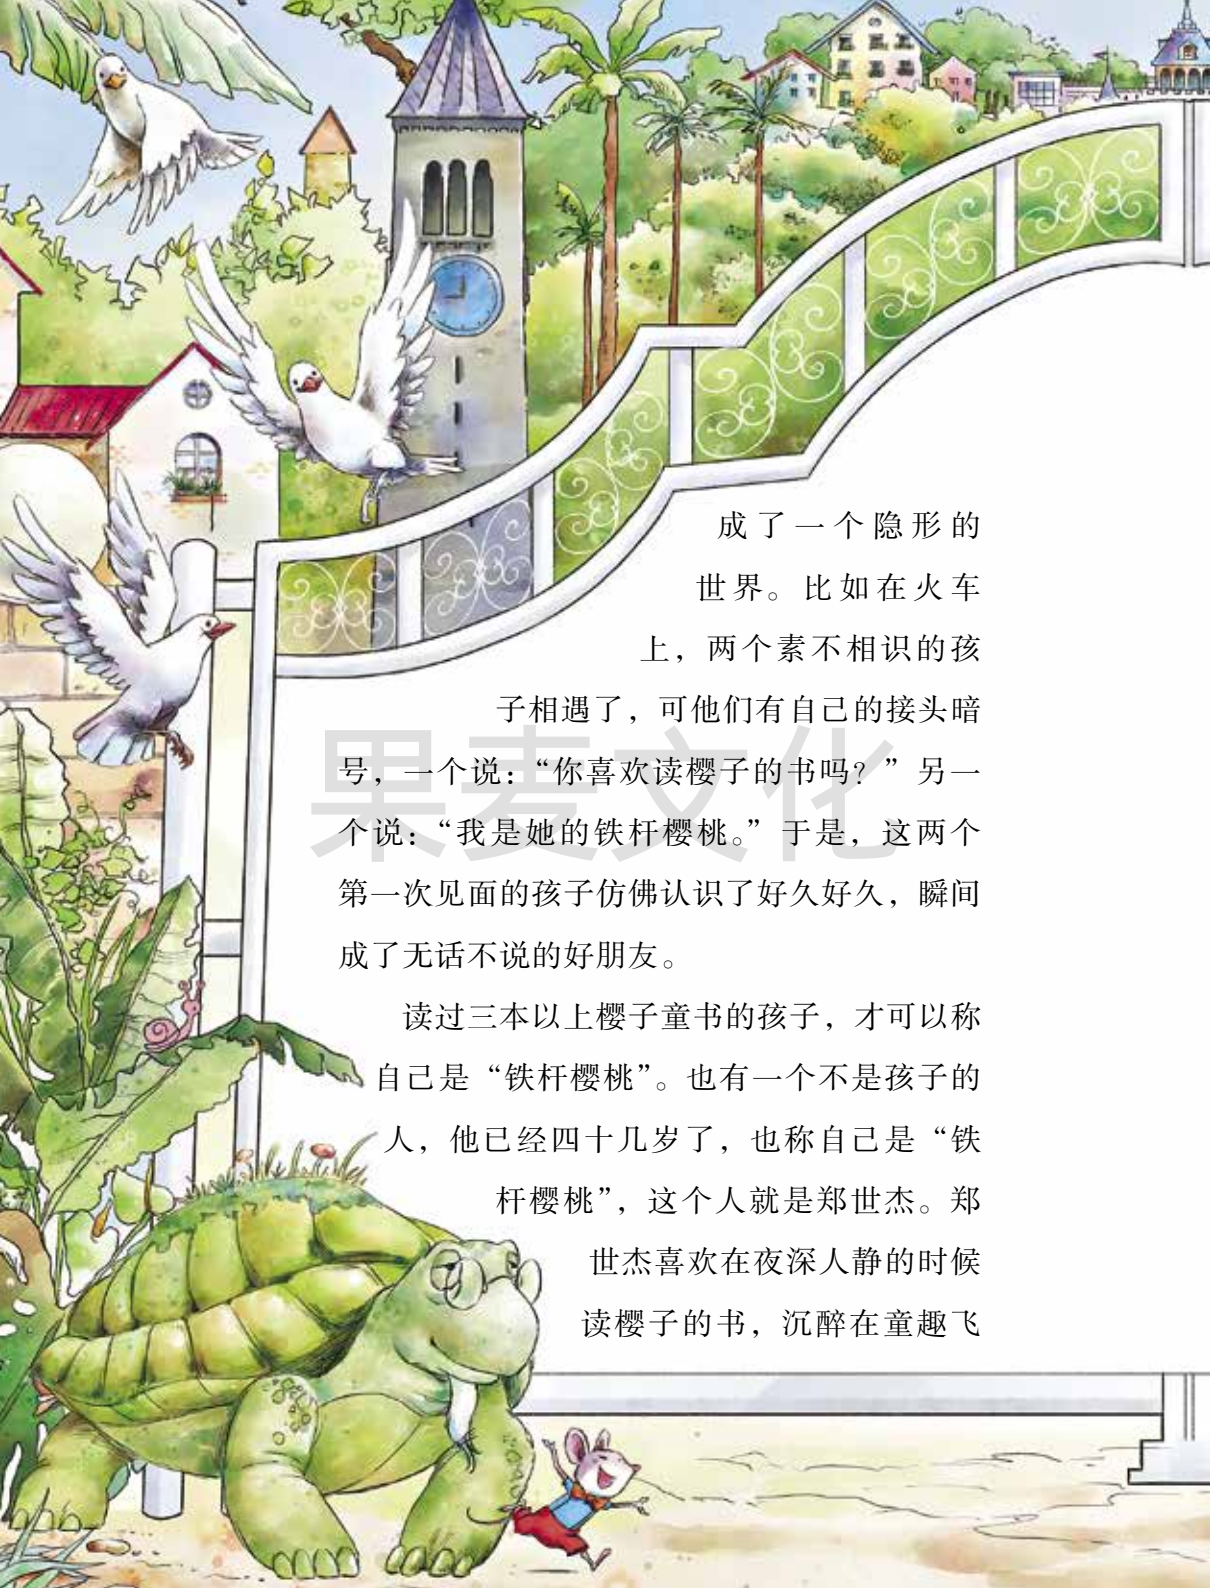 成了一个隐形的
世界。比如在火车
上，两个素不相识的孩
子相遇了，可他们有自己的接头暗
号，一个说：“你喜欢读樱子的书吗？”另一
个说：“我是她的铁杆樱桃。”于是，这两个
第一次见面的孩子仿佛认识了好久好久，瞬间
成了无话不说的好朋友。
读过三本以上樱子童书的孩子，才可以称
自己是“铁杆樱桃”。也有一个不是孩子的
人，他已经四十几岁了，也称自己是“铁
杆樱桃”，这个人就是郑世杰。郑
世杰喜欢在夜深人静的时候
读樱子的书，沉醉在童趣飞
果麦文化